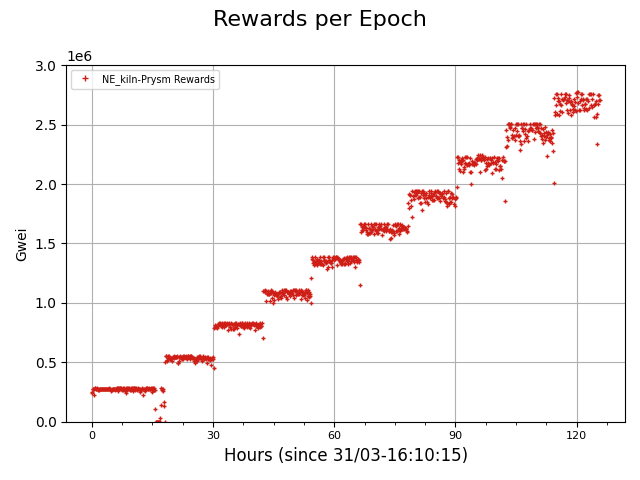 Rewards per Epoch
1e6
NE_kiln-Prysm Rewards
3.0
2.5
2.0
1.5
1.0
0.5
0.0
Gwei
0 30 60 90 120
Hours (since 31/03-16:10:15)